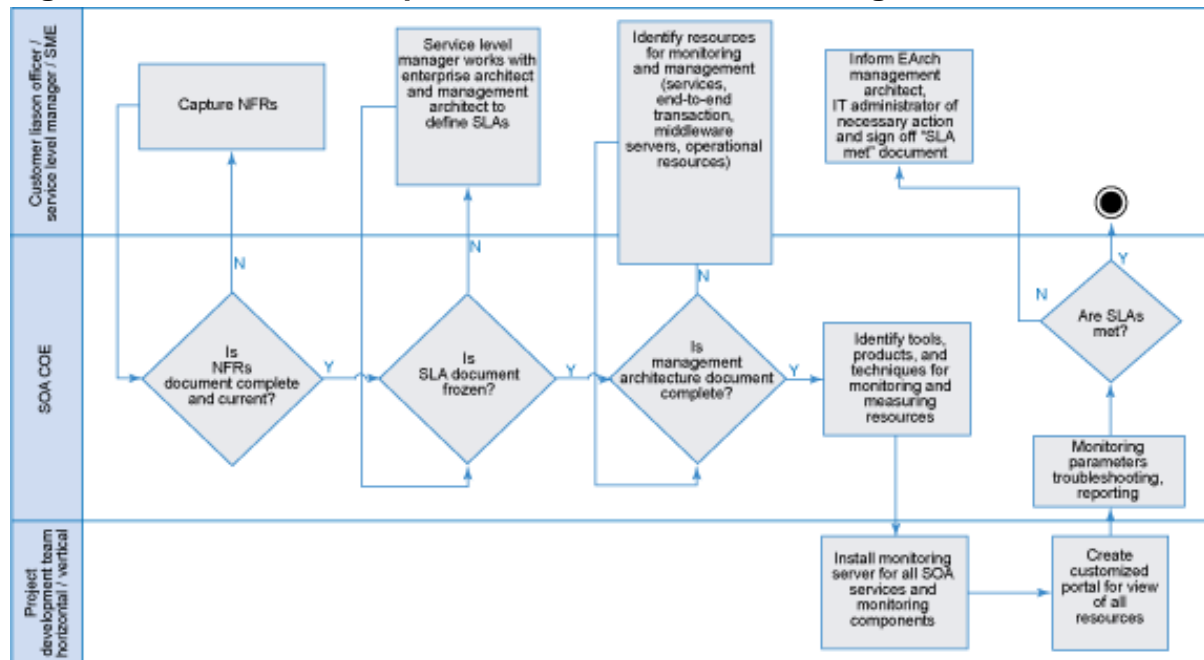 Customer liason officer /
service level manager / SME
Capture NFRs
Service level
manager works with
enterprise architect
and management
architect to
define SLAs
Identify resources
for monitoring
and management
(services,
end-to-end
transaction,
middleware
servers, operational
resources)
Inform EArch
management
architect,
IT administrator of
necessary action
and sign off "SLA
met" document
SOA COE
N
N
N
N
Y
Is
NFRs
document complete
and current?
Y
Is
SLA document
frozen?
Y
Is
management
architecture document
complete?
Y
Identify tools,
products, and
techniques for
monitoring and
measuring
resources
Are SLAs
met?
Monitoring
parameters
troubleshooting,
reporting
Project
development team
horizontal / vertical
Install monitoring
server for all SOA
services and
monitoring
components
Create
customized
portal for view
of all
resources